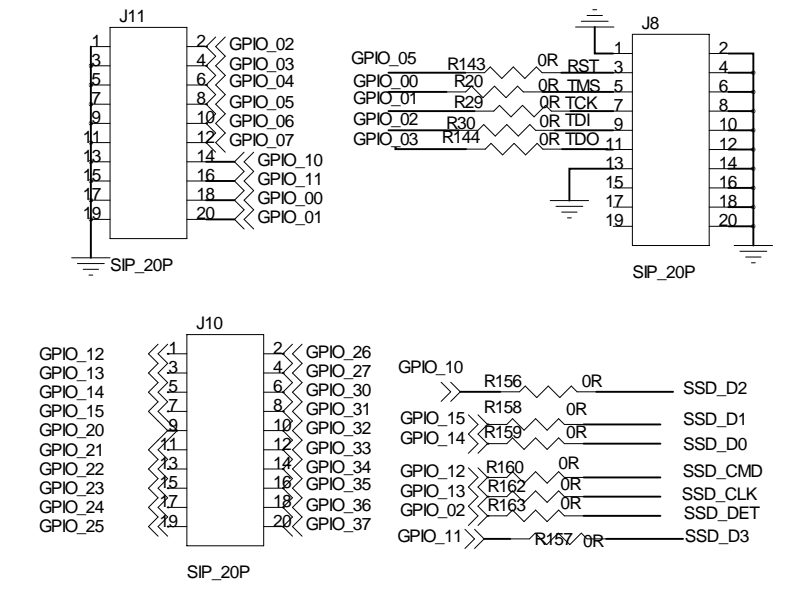 J11
1 2 GPIO_02
3 4 GPIO_03
5 6 GPIO_04
7 8 GPIO_05
9 10 GPIO_06
11 12 GPIO_07
13 14 GPIO_10
15 16 GPIO_11
17 18 GPIO_00
19 20 GPIO_01
SIP_20P
J8
1 2
GPIO_05 R143 0R RST 3 4
GPIO_00 R20 0R TMS 5 6
GPIO_01 R29 0R TCK 7 8
GPIO_02 R30 0R TDI 9 10
GPIO_03 R144 0R TDO 11 12
13 14
15 16
17 18
19 20
SIP_20P
J10
GPIO_12 1 2 GPIO_26
GPIO_13 3 4 GPIO_27
GPIO_14 5 6 GPIO_30
GPIO_15 7 8 GPIO_31
GPIO_20 9 10 GPIO_32
GPIO_21 11 12 GPIO_33
GPIO_22 13 14 GPIO_34
GPIO_23 15 16 GPIO_35
GPIO_24 17 18 GPIO_36
GPIO_25 19 20 GPIO_37
SIP_20P
GPIO_10 R156 0R SSD_D2
GPIO_15 R158 0R SSD_D1
GPIO_14 R159 0R SSD_D0
GPIO_12 R160 0R SSD_CMD
GPIO_13 R162 0R SSD_CLK
GPIO_02 R163 0R SSD_DET
GPIO_11 R157 0R SSD_D3